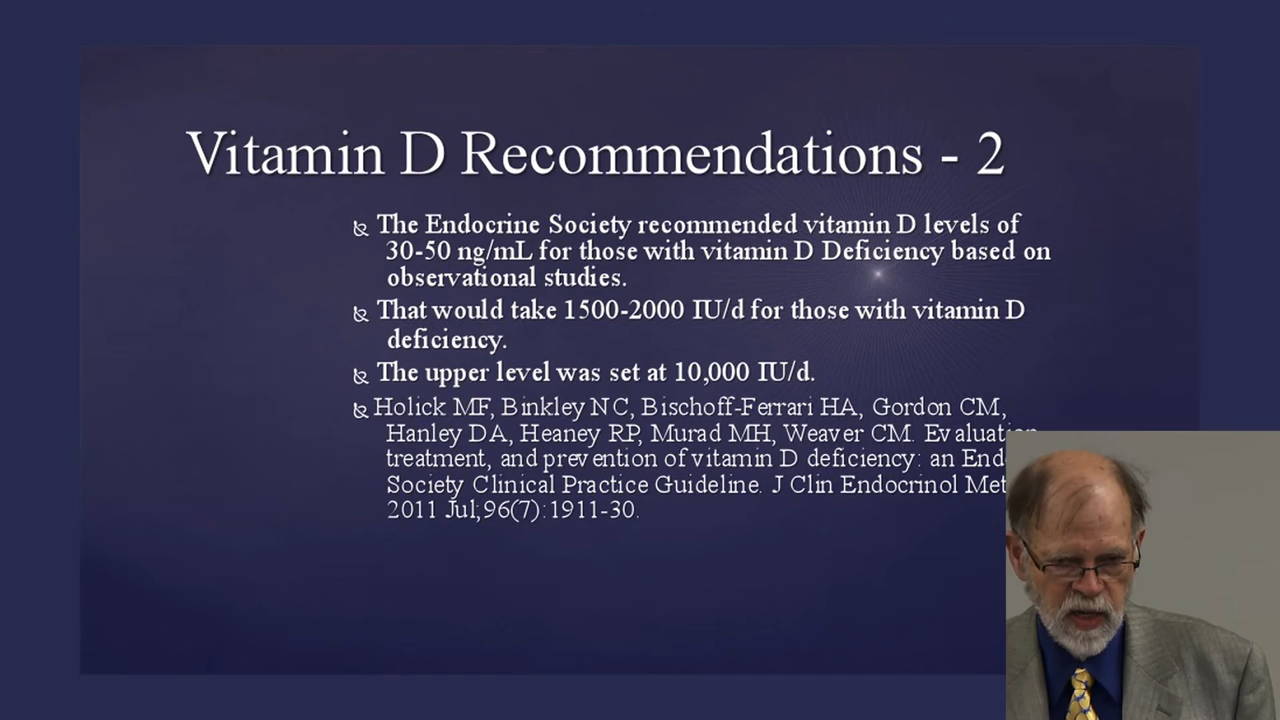 Vitamin D Recommendations - 2
The Endocrine Society recommended vitamin D levels of
30-50 ng/mL for those with vitamin D Deficiency based on
observational studies.
That would take 1500-2000 IU/d for those with vitamin D
deficiency.
The upper level was set at 10,000 IU/d.
Holick MF, Binkley NC, Bischoff-Ferrari HA, Gordon CM,
Hanley DA, Heaney RP, Murad MH, Weaver CM. Evaluation,
treatment, and prevention of vitamin D deficiency: an
Society Clinical Practice Guideline. J Clin Endocrinol
2011 Jul;96(7):1911-30.